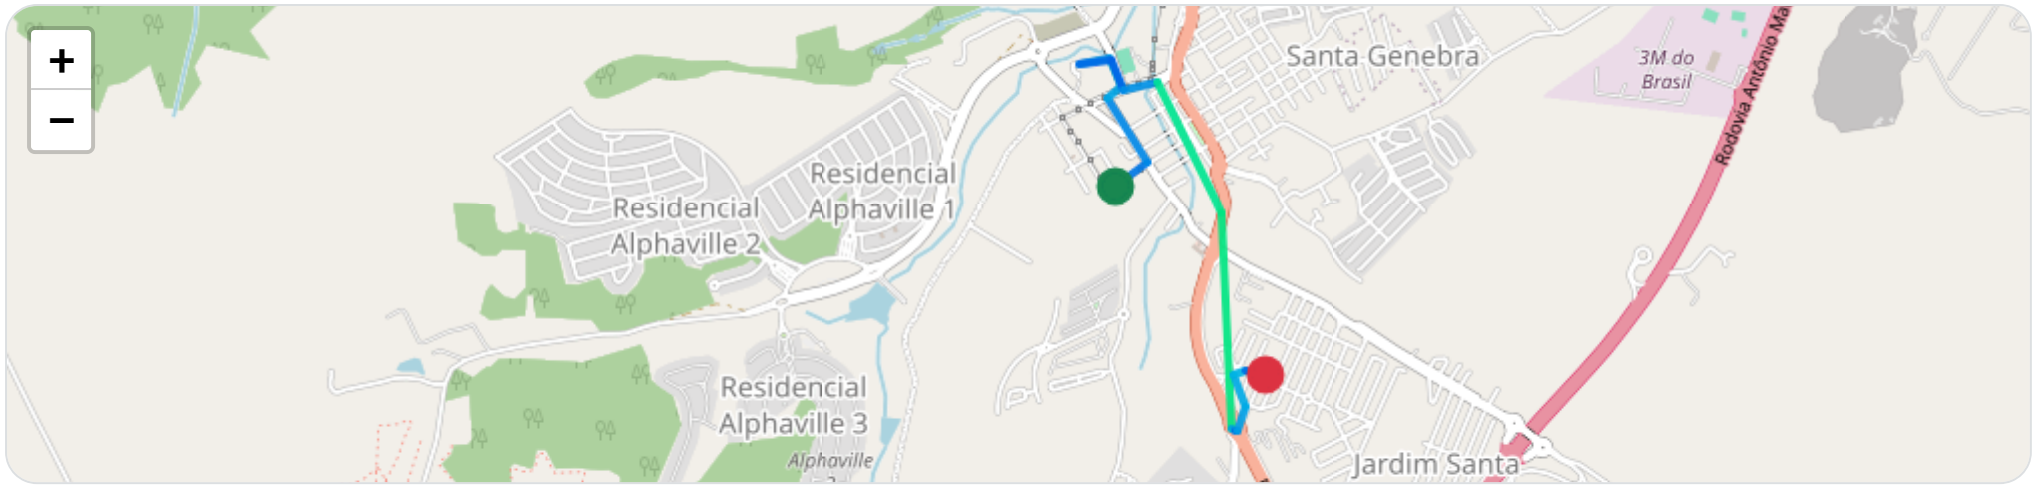 +
−
Santa Genebra
3M do
Brasil
Rodovia Antônio Ma
Residencial
Alphaville 1
Residencial
Alphaville 2
Residencial
Alphaville 3
Alphaville
Jardim Santa